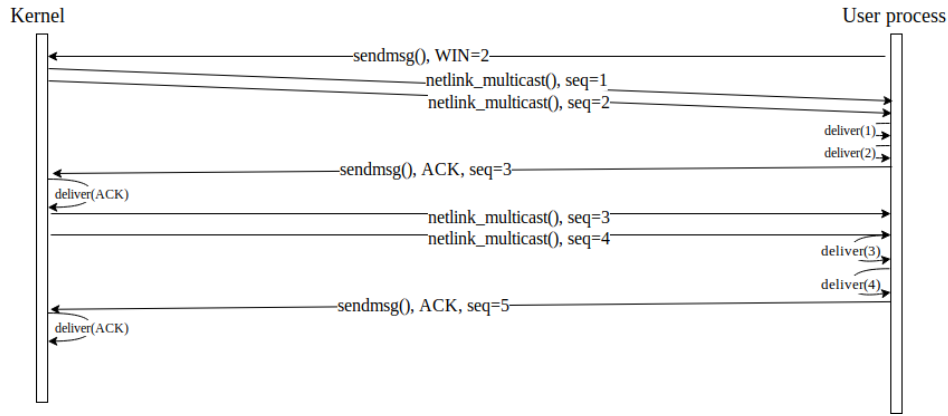 Kernel
User process
sendmsg(), WIN=2
netlink_multicast(), seq=1
netlink_multicast(), seq=2
deliver(1)
deliver(2)
sendmsg(), ACK, seq=3
deliver(ACK)
netlink_multicast(), seq=3
netlink_multicast(), seq=4
deliver(3)
deliver(4)
sendmsg(), ACK, seq=5
deliver(ACK)